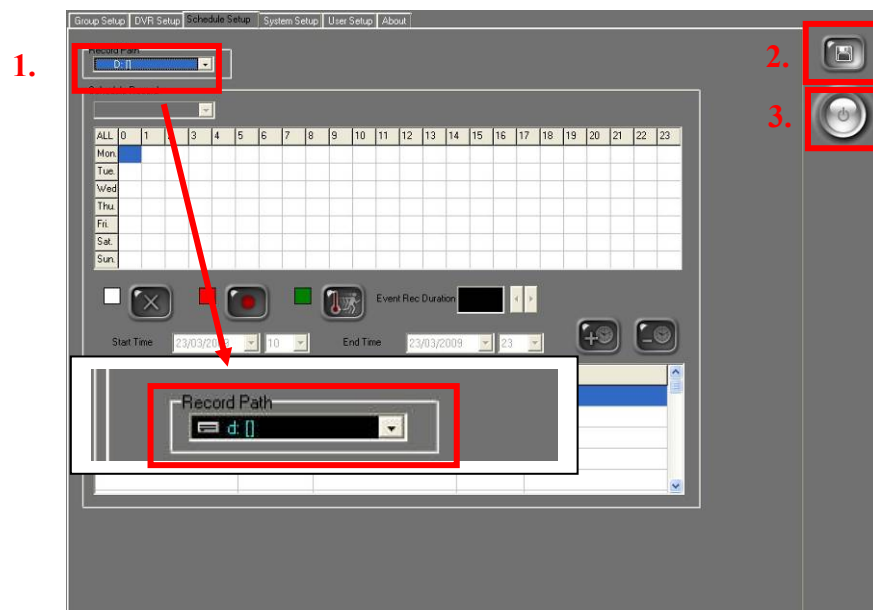 Group Setup DVR Setup Schedule Setup System Setup User Setup About
1.
Record Path
D: []
2.
3.
ALL 0 1 3 4 5 6 7 8 9 10 11 12 13 14 15 16 17 18 19 20 21 22 23
Mon.
Tue.
Wed
Thu.
Fri.
Sat.
Sun.
Event Rec Duration
Start Time 23/03/2009 10 End Time 23/03/2009 23
Record Path
d: []